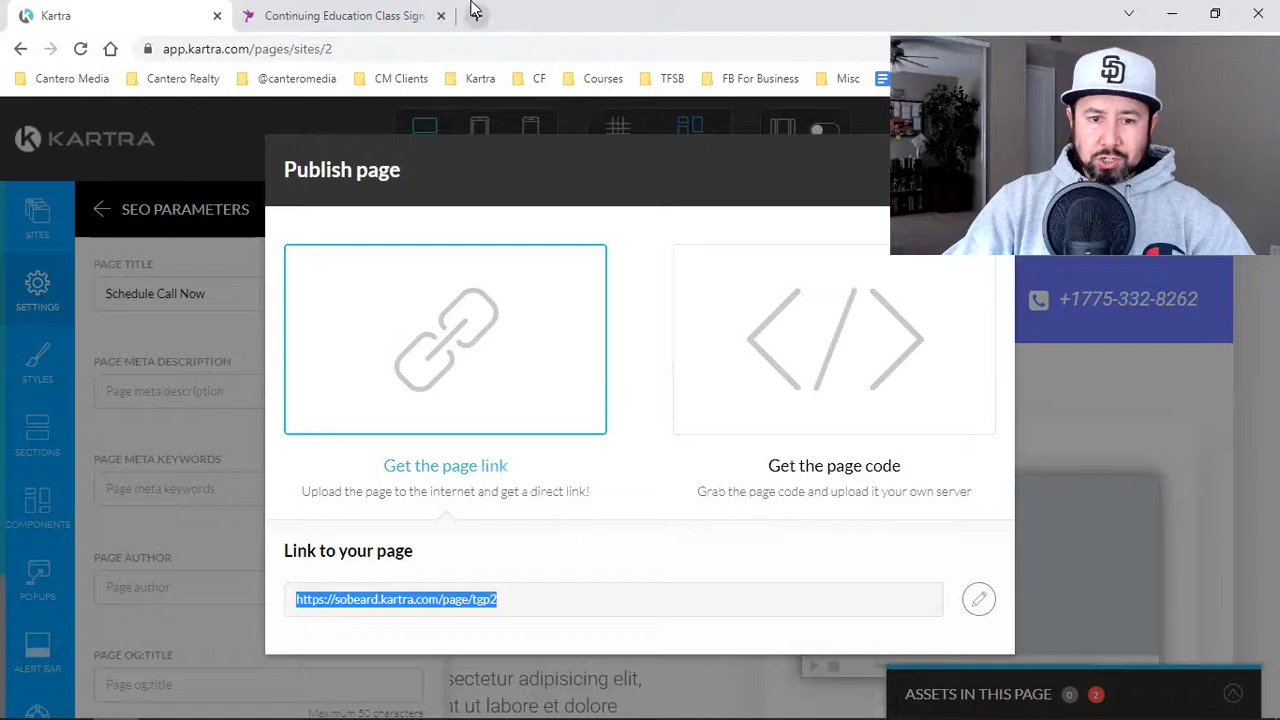 Kartra
Continuing Education Class Sign
app.kartra.com/pages/sites/2
Cantero Media
Cantero Realty
@canteromedia
CM Clients
Kartra
CF
Courses
TFSB
FB For Business
Misc
KARTRA
SD
Publish page
SITES
SEO PARAMETERS
PAGE TITLE
Schedule Call Now
SETTINGS
+1775-332-8262
PAGE META DESCRIPTION
Page meta description
STYLES
SECTIONS
PAGE META KEYWORDS
Page meta keywords
Get the page link
Get the page code
Upload the page to the internet and get a direct link!
Grab the page code and upload it your own server
COMPONENTS
PAGE AUTHOR
Page author
Link to your page
https://sobeard.kartra.com/page/tgp2
POPUPS
PAGE OG:TITLE
Page og:title
Maximum 50 characters
ALERT BAR
sectetur adipisicing elit,
nt ut labore et dolore
ASSETS IN THIS PAGE 0 2